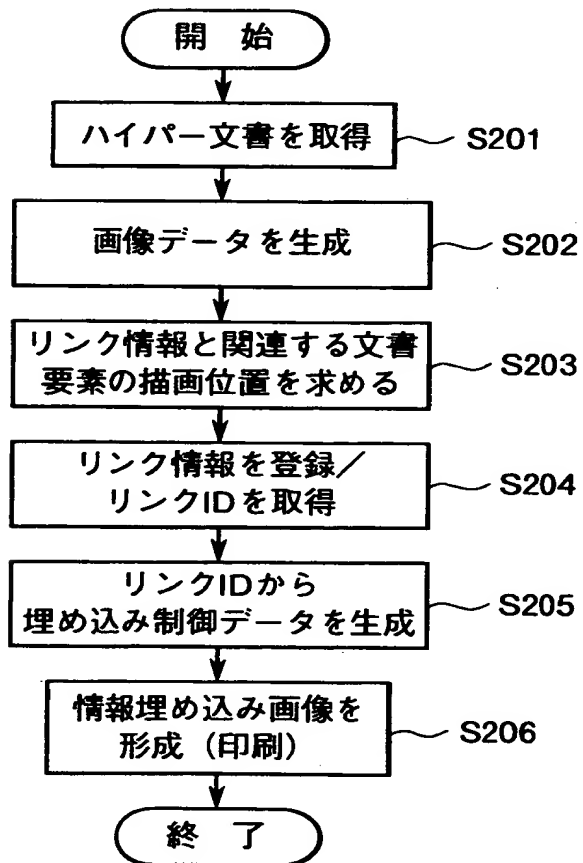 開 始
ハイパー文書を取得 S201
画像データを生成 S202
リンク情報と関連する文書
要素の描画位置を求める S203
リンク情報を登録／
リンクIDを取得 S204
リンクIDから
埋め込み制御データを生成 S205
情報埋め込み画像を
形成（印刷） S206
終 了